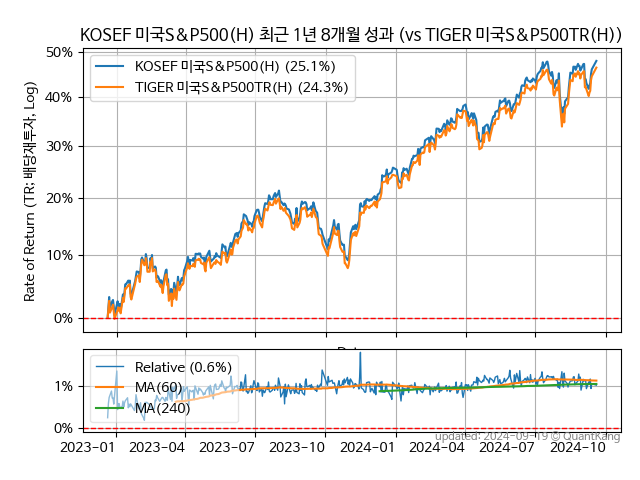 KOSEF 미국S&P500(H) 최근 1년 8개월 성과 (vs TIGER 미국S&P500TR(H))
50%
40%
30%
20%
10%
0%
Rate of Return (TR: 배당재투자, Log)
KOSEF 미국S&P500(H) (25.1%)
TIGER 미국S&P500TR(H) (24.3%)
1%
0%
Relative (0.6%)
MA(60)
MA(240)
2023-01 2023-04 2023-07 2023-10 2024-01 2024-04 2024-07 2024-10
updated: 2024-09-19 © QuantKang